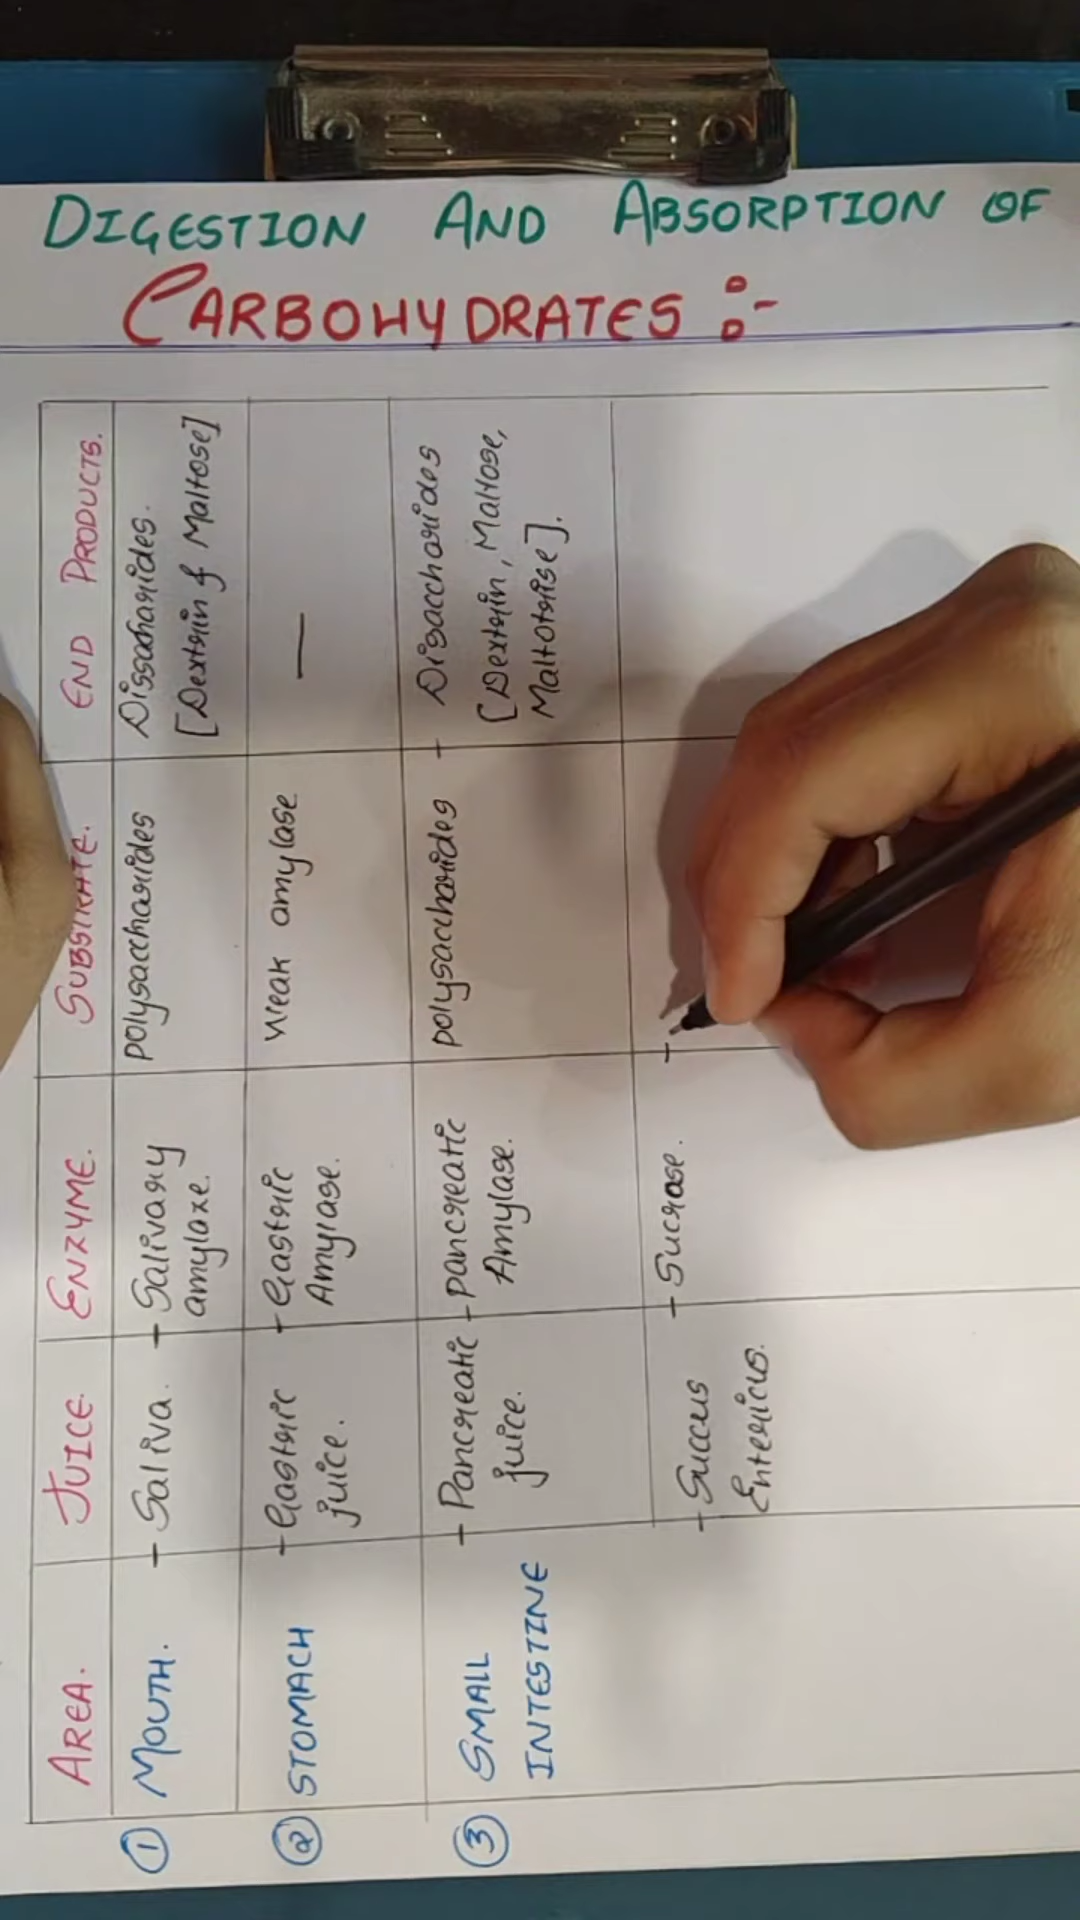 DIGESTION AND ABSORPTION OF
CARBOHYDRATES :-
AREA. JUICE ENZYME. SUBSTRATE. END PRODUCTS.
① MOUTH. - Saliva. - Salivary amylaxe. polysaccharides Dissacharides. [Dextrin & Maltose]
② STOMACH - Gastric juice. - Gastric Amylase. Weak amylase —
③ SMALL INTESTINE - Pancreatic juice. - Pancreatic Amylase. polysaccharides - Disaccharides [Dextrin, Maltose, Maltotrise].
- Succus Entericus. - Sucrase. -